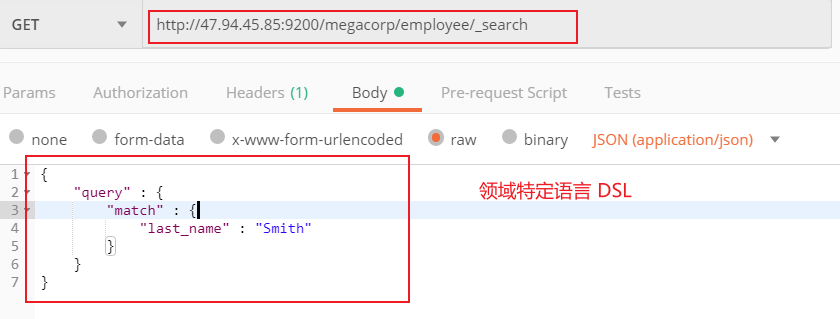 GET http://47.94.45.85:9200/megacorp/employee/_search
Params Authorization Headers (1) Body Pre-request Script Tests
none form-data x-www-form-urlencoded raw binary JSON (application/json)
1 {
2 "query" : {
3 "match" : {
4 "last_name" : "Smith"
5 }
6 }
7 }
领域特定语言 DSL